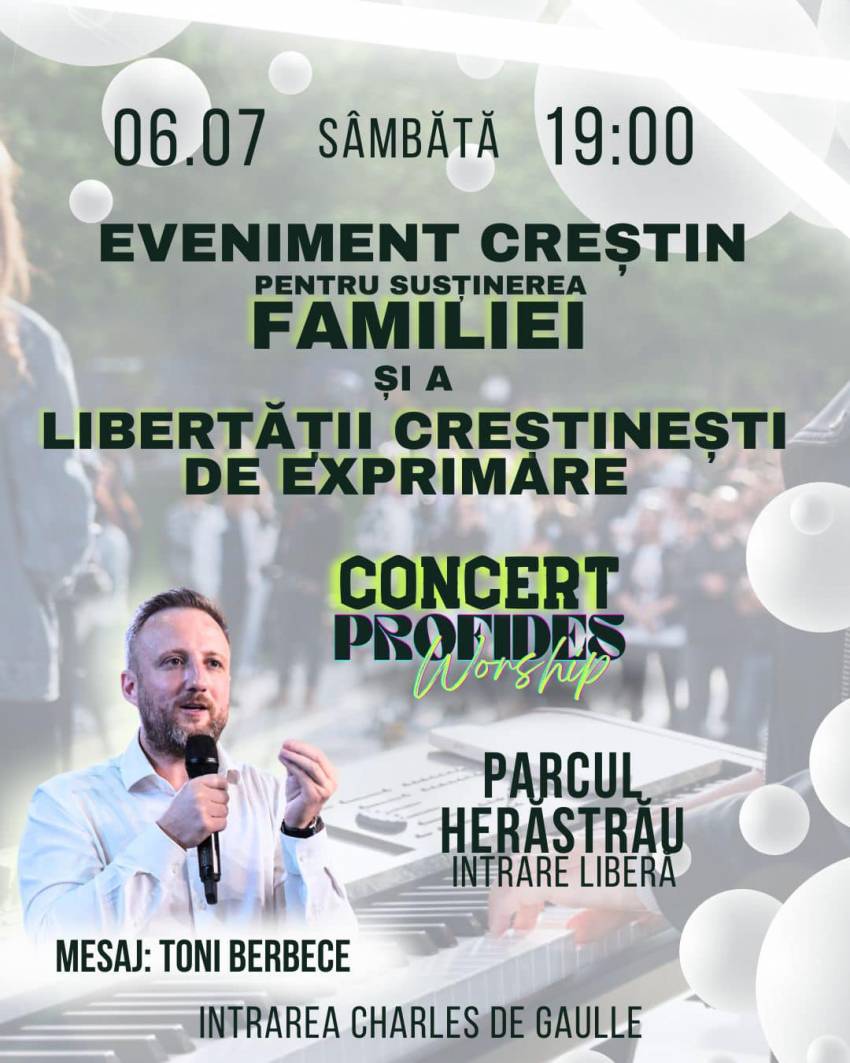 06.07 SÂMBĂTĂ 19:00
EVENIMENT CREȘTIN
PENTRU SUSȚINEREA
FAMILIEI
ȘI A
LIBERTĂȚII CREȘTINEȘTI
DE EXPRIMARE
CONCERT
PROFIDES
Worship
PARCUL
HERĂSTRĂU
INTRARE LIBERĂ
MESAJ: TONI BERBECE
INTRAREA CHARLES DE GAULLE